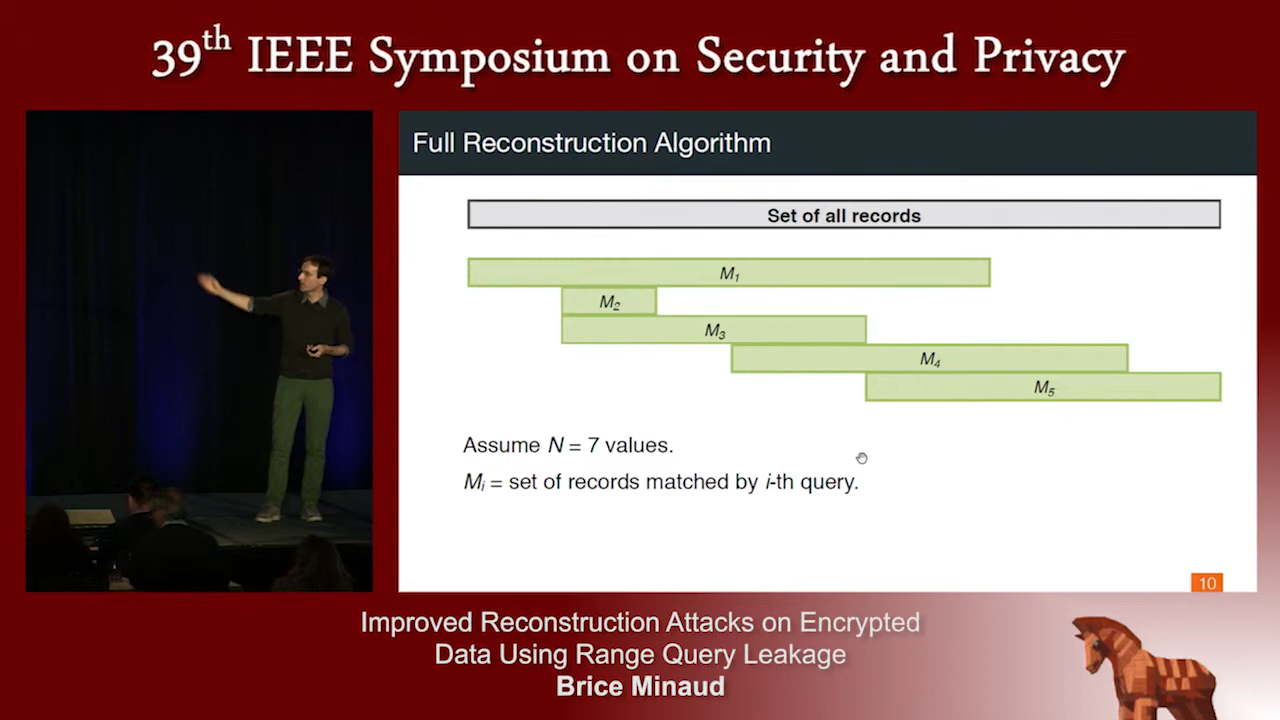 39th IEEE Symposium on Security and Privacy
Full Reconstruction Algorithm
Set of all records
M1
M2
M3
M4
M5
Assume N = 7 values.
Mi = set of records matched by i-th query.
10
Improved Reconstruction Attacks on Encrypted
Data Using Range Query Leakage
Brice Minaud